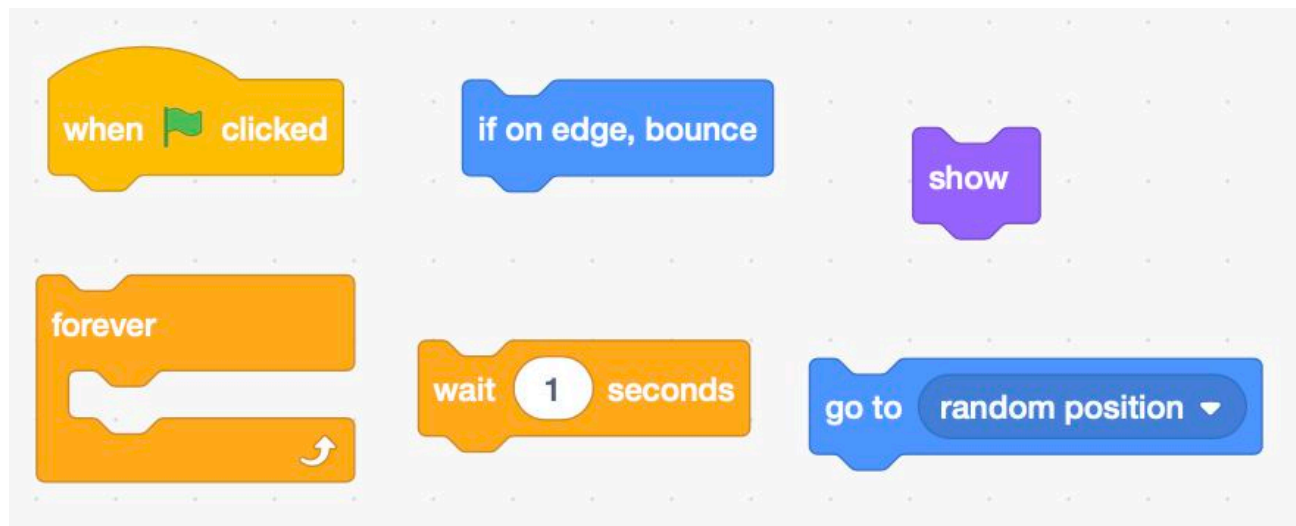 when clicked
if on edge, bounce
show
forever
wait 1 seconds
go to random position